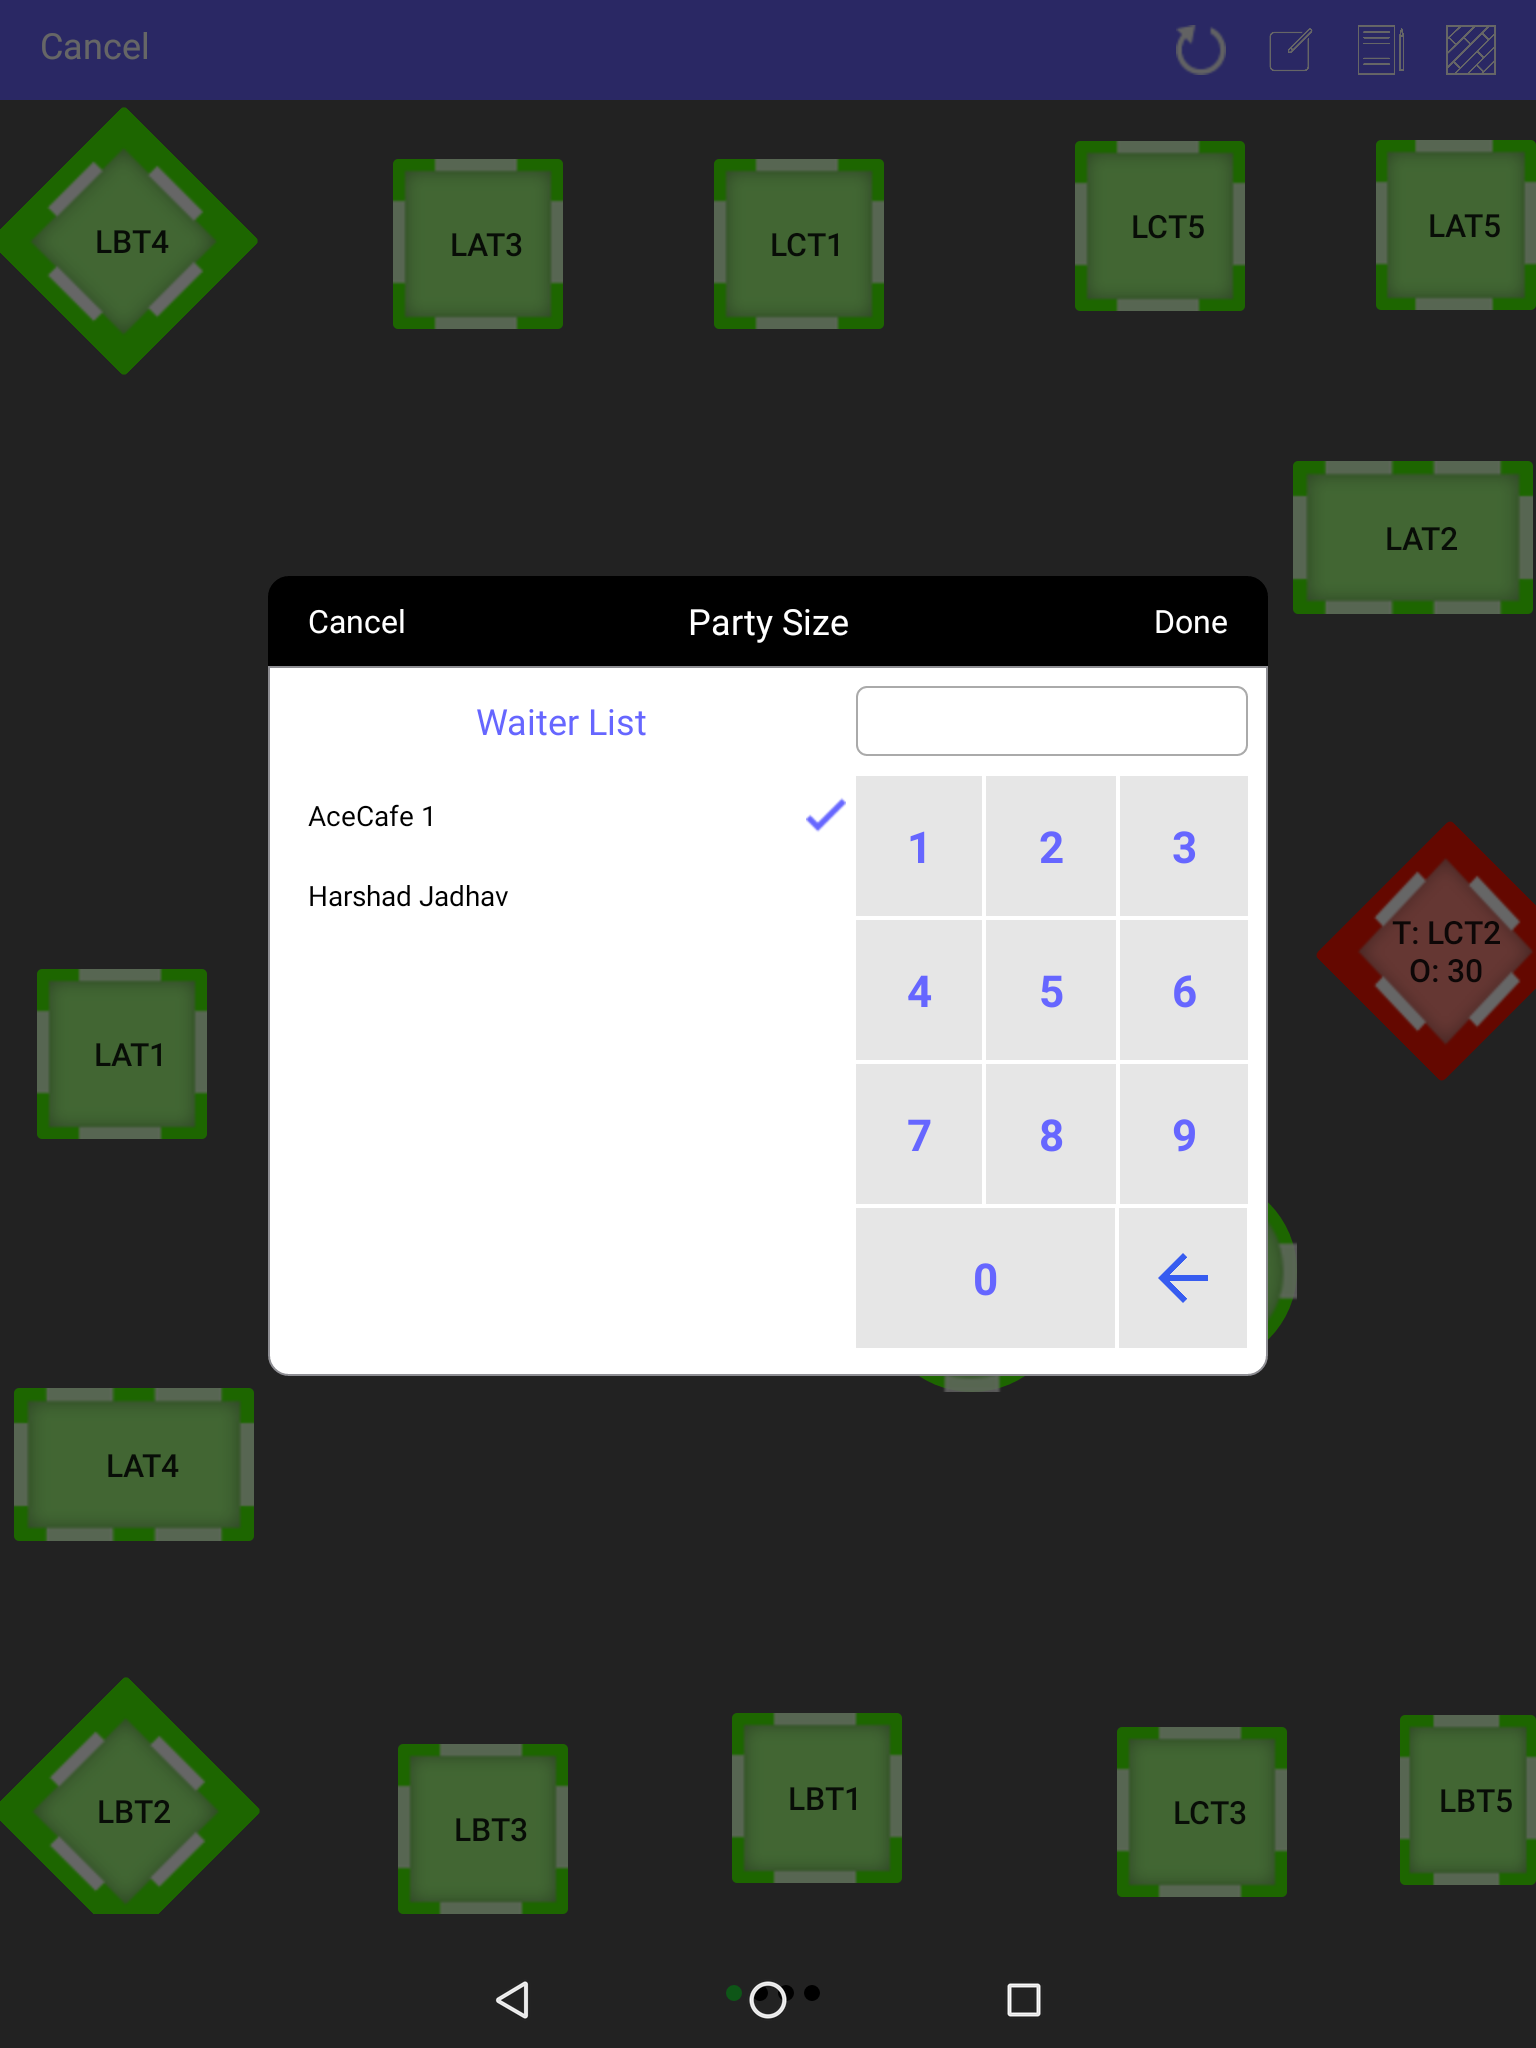 Cancel
LBT4
LAT3
LCT1
LCT5
LAT5
LAT2
Cancel
Party Size
Done
Waiter List
AceCafe 1
Harshad Jadhav
1 2 3
4 5 6
7 8 9
0
T: LCT2
O: 30
LAT1
LAT4
LBT2
LBT3
LBT1
LCT3
LBT5